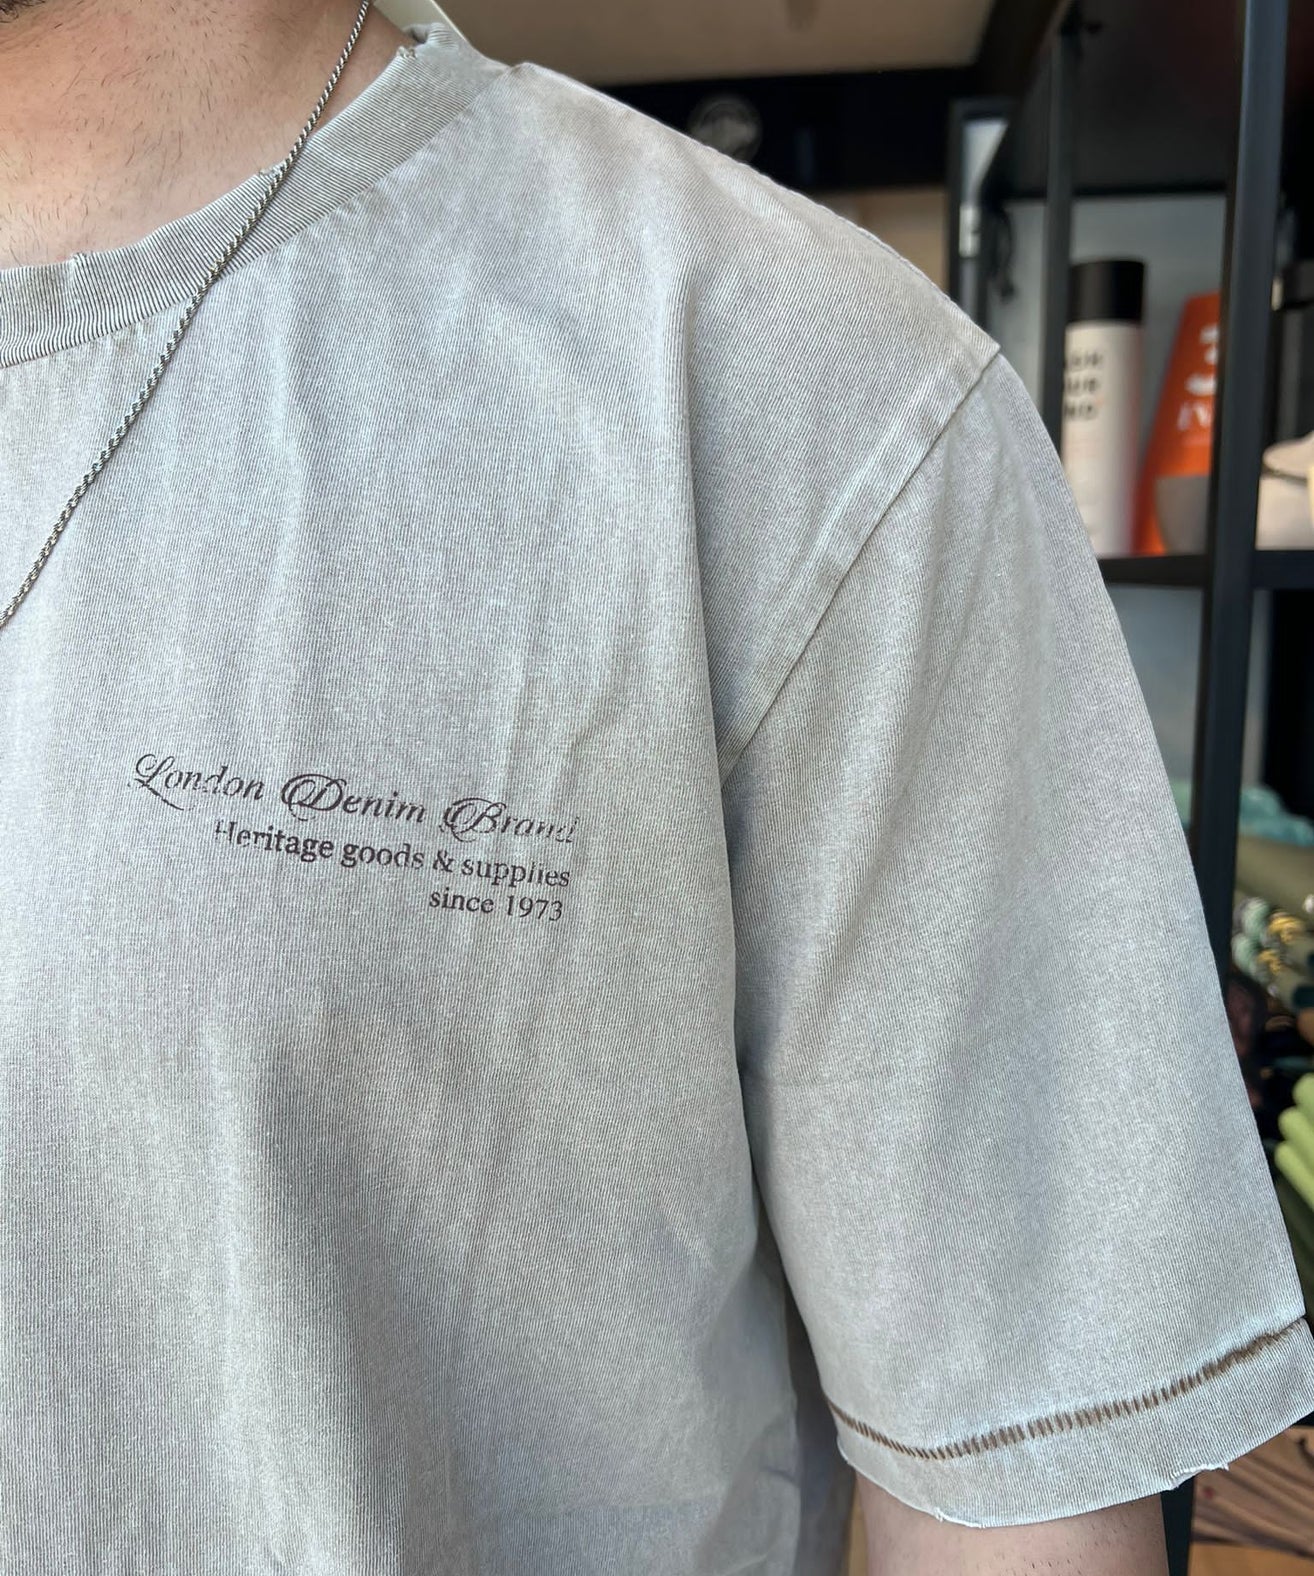 London Denim Brand
Heritage goods & supplies
since 1973